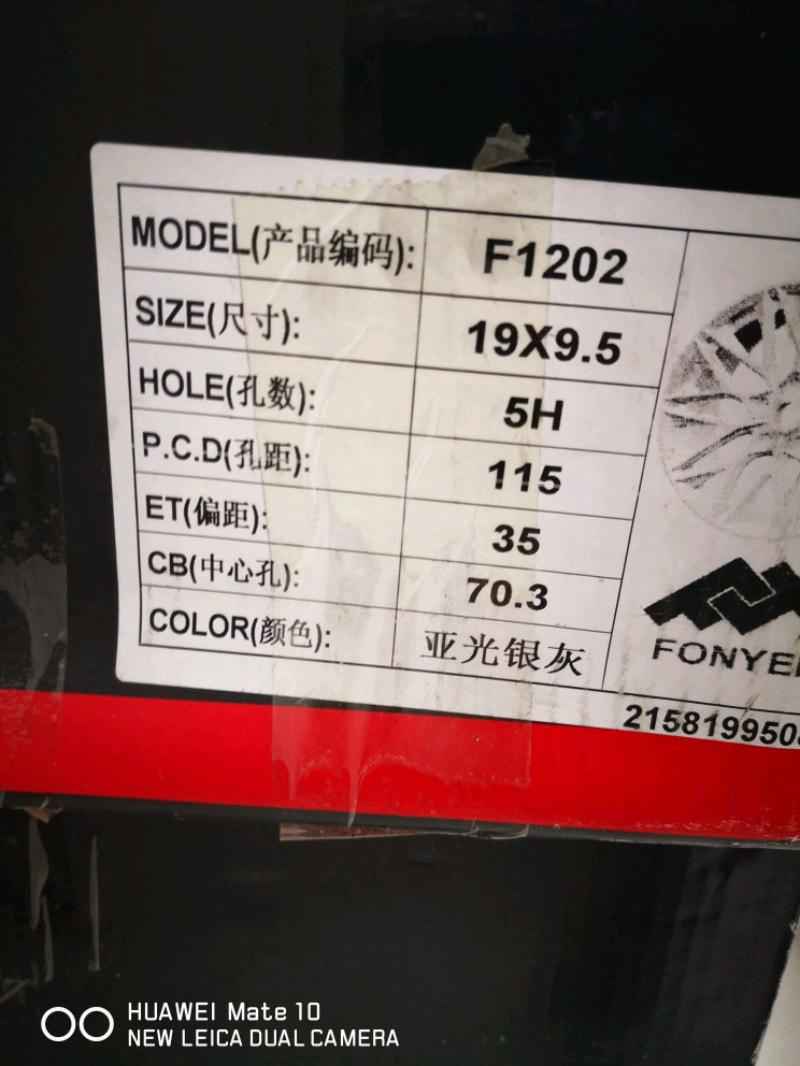 MODEL(产品编码): F1202
SIZE(尺寸): 19X9.5
HOLE(孔数): 5H
P.C.D(孔距): 115
ET(偏距): 35
CB(中心孔): 70.3
COLOR(颜色): 亚光银灰
FONYE
215819950
HUAWEI Mate 10
NEW LEICA DUAL CAMERA